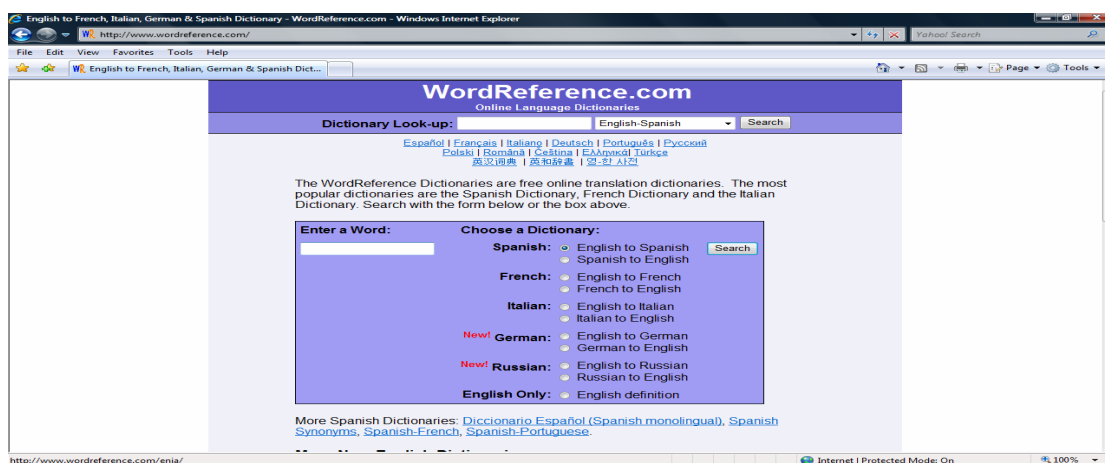 English to French, Italian, German & Spanish Dictionary - WordReference.com - Windows Internet Explorer
http://www.wordreference.com/
Yahoo! Search
File Edit View Favorites Tools Help
English to French, Italian, German & Spanish Dict...
Page Tools
WordReference.com
Online Language Dictionaries
Dictionary Look-up: English-Spanish Search
Español | Français | Italiano | Deutsch | Português | Русский
Polski | Română | Čeština | Ελληνικά| Türkçe
英汉词典 | 英和辞書 | 영-한 사전
The WordReference Dictionaries are free online translation dictionaries. The most
popular dictionaries are the Spanish Dictionary, French Dictionary and the Italian
Dictionary. Search with the form below or the box above.
Enter a Word: Choose a Dictionary:
Spanish: English to Spanish Search
Spanish to English
French: English to French
French to English
Italian: English to Italian
Italian to English
New! German: English to German
German to English
New! Russian: English to Russian
Russian to English
English Only: English definition
More Spanish Dictionaries: Diccionario Español (Spanish monolingual), Spanish
Synonyms, Spanish-French, Spanish-Portuguese.
http://www.wordreference.com/enja/
Internet | Protected Mode: On
100%